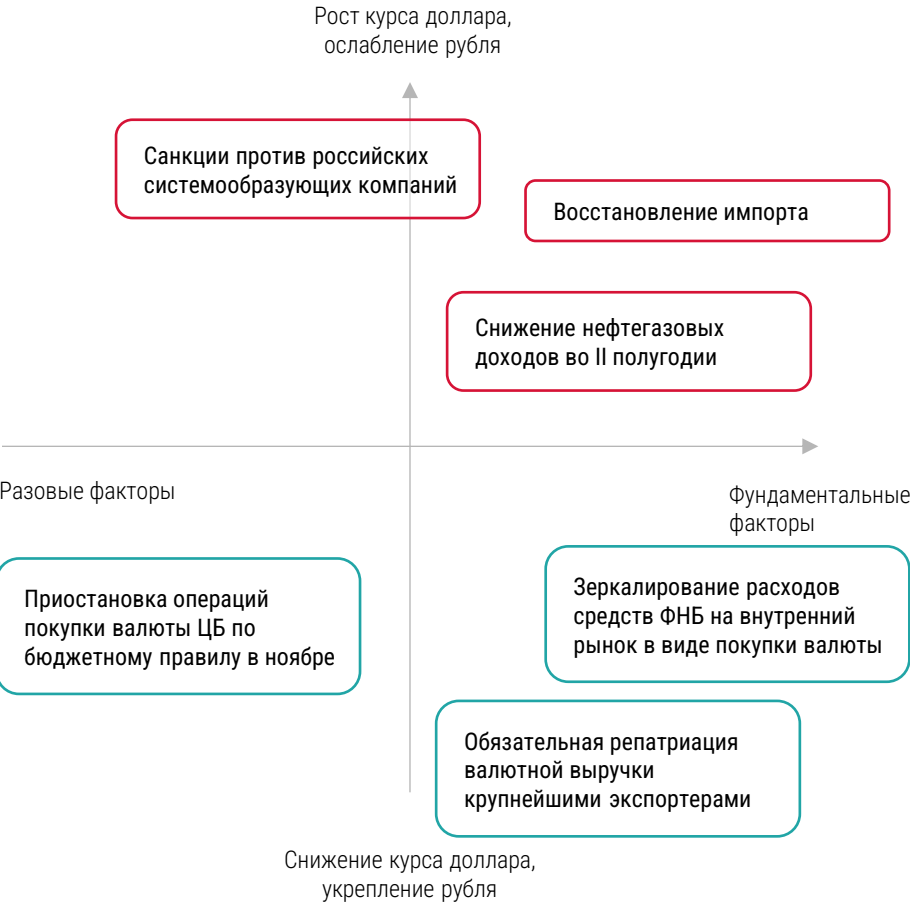 Рост курса доллара,
ослабление рубля
Санкции против российских
системообразующих компаний
Восстановление импорта
Снижение нефтегазовых
доходов во II полугодии
Разовые факторы
Фундаментальные
факторы
Приостановка операций
покупки валюты ЦБ по
бюджетному правилу в ноябре
Зеркалирование расходов
средств ФНБ на внутренний
рынок в виде покупки валюты
Обязательная репатриация
валютной выручки
крупнейшими экспортерами
Снижение курса доллара,
укрепление рубля